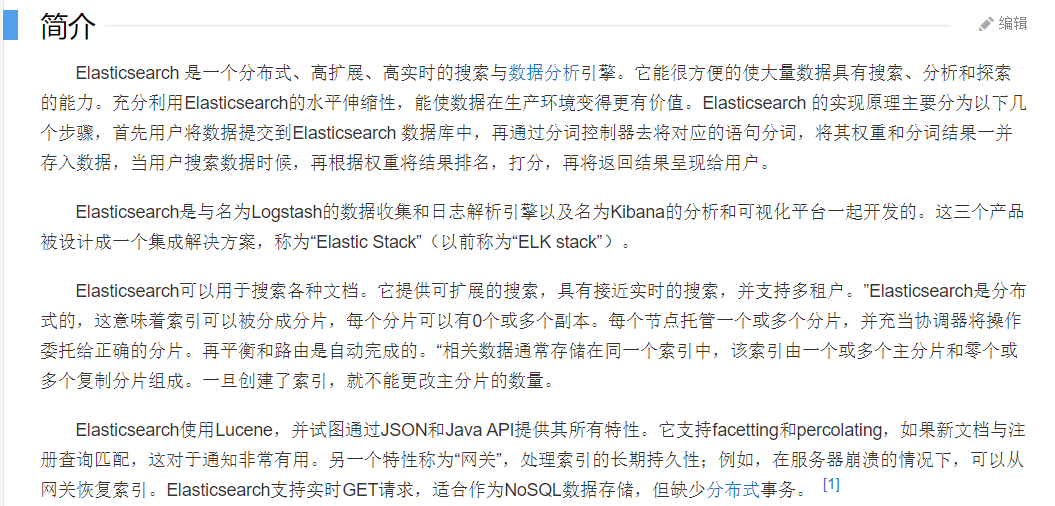 简介
编辑
Elasticsearch 是一个分布式、高扩展、高实时的搜索与数据分析引擎。它能很方便的使大量数据具有搜索、分析和探索
的能力。充分利用Elasticsearch的水平伸缩性，能使数据在生产环境变得更有价值。Elasticsearch 的实现原理主要分为以下几
个步骤，首先用户将数据提交到Elasticsearch 数据库中，再通过分词控制器去将对应的语句分词，将其权重和分词结果一并
存入数据，当用户搜索数据时候，再根据权重将结果排名，打分，再将返回结果呈现给用户。
Elasticsearch是与名为Logstash的数据收集和日志解析引擎以及名为Kibana的分析和可视化平台一起开发的。这三个产品
被设计成一个集成解决方案，称为“Elastic Stack”（以前称为“ELK stack”）。
Elasticsearch可以用于搜索各种文档。它提供可扩展的搜索，具有接近实时的搜索，并支持多租户。”Elasticsearch是分布
式的，这意味着索引可以被分成分片，每个分片可以有0个或多个副本。每个节点托管一个或多个分片，并充当协调器将操作
委托给正确的分片。再平衡和路由是自动完成的。“相关数据通常存储在同一个索引中，该索引由一个或多个主分片和零个或
多个复制分片组成。一旦创建了索引，就不能更改主分片的数量。
Elasticsearch使用Lucene，并试图通过JSON和Java API提供其所有特性。它支持facetting和percolating，如果新文档与注
册查询匹配，这对于通知非常有用。另一个特性称为“网关”，处理索引的长期持久性；例如，在服务器崩溃的情况下，可以从
网关恢复索引。Elasticsearch支持实时GET请求，适合作为NoSQL数据存储，但缺少分布式事务。 [1]